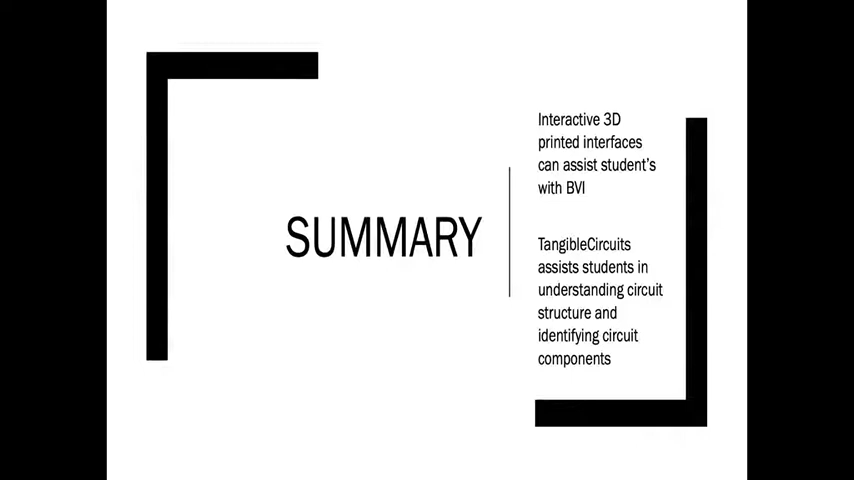 SUMMARY
Interactive 3D
printed interfaces
can assist student's
with BVI
TangibleCircuits
assists students in
understanding circuit
structure and
identifying circuit
components